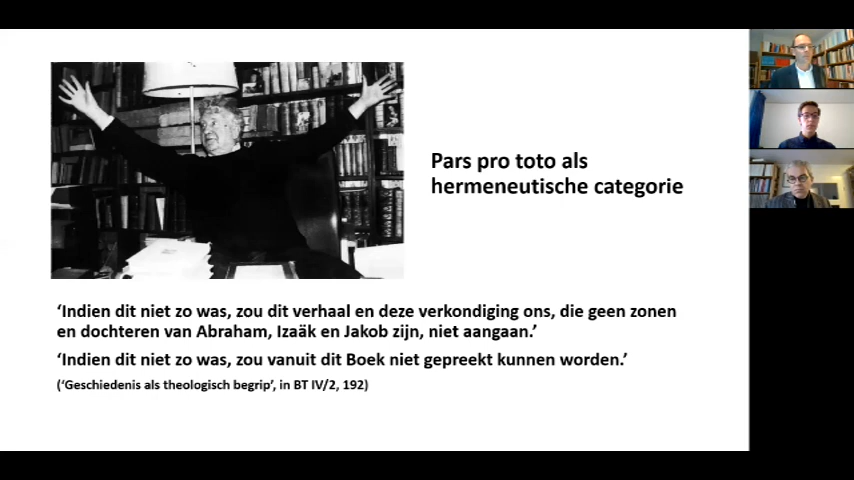 Pars pro toto als
hermeneutische categorie
‘Indien dit niet zo was, zou dit verhaal en deze verkondiging ons, die geen zonen
en dochteren van Abraham, Izaäk en Jakob zijn, niet aangaan.’
‘Indien dit niet zo was, zou vanuit dit Boek niet gepreekt kunnen worden.’
(‘Geschiedenis als theologisch begrip’, in BT IV/2, 192)